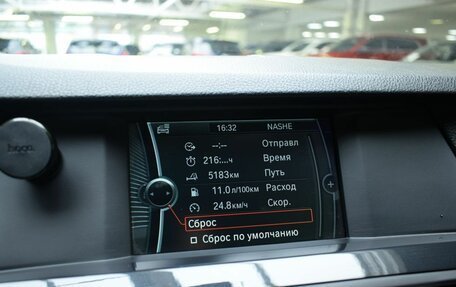 16:32 NASHE
--:-- Отправл
216:...ч Время
5183км Путь
11.0л/100км Расход
24.8км/ч Скор.
Сброс
Сброс по умолчанию
hoco.